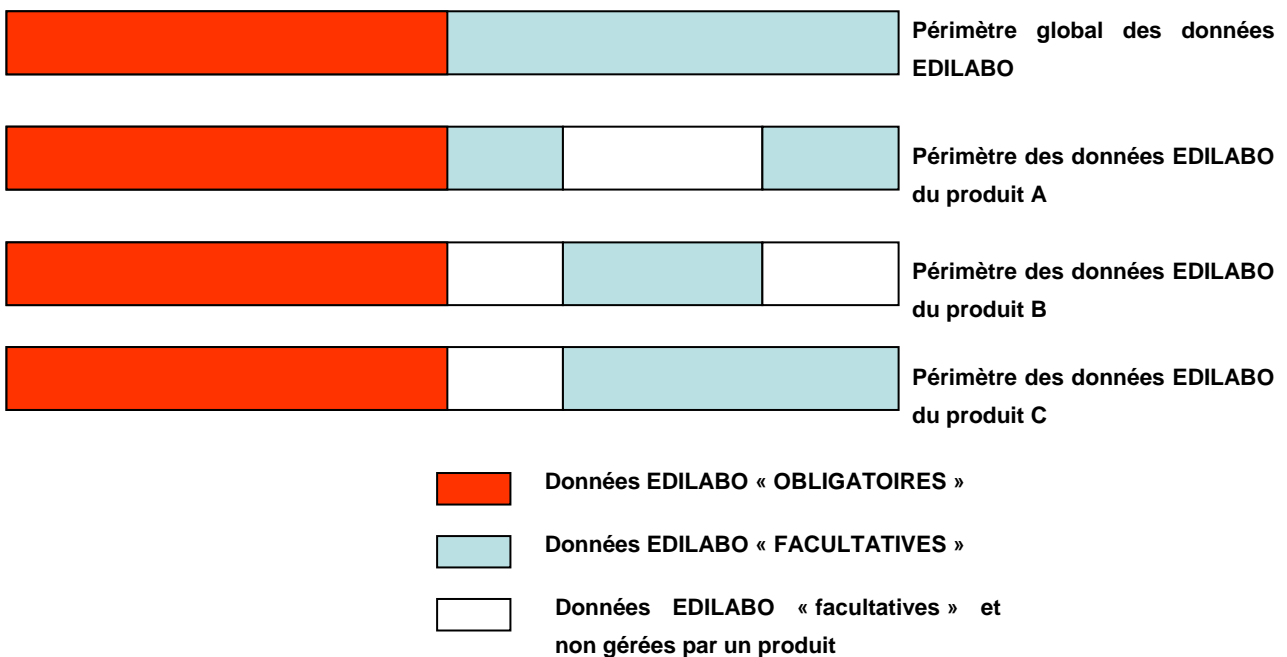 Périmètre global des données
EDILABO
Périmètre des données EDILABO
du produit A
Périmètre des données EDILABO
du produit B
Périmètre des données EDILABO
du produit C
Données EDILABO « OBLIGATOIRES »
Données EDILABO « FACULTATIVES »
Données EDILABO « facultatives » et
non gérées par un produit